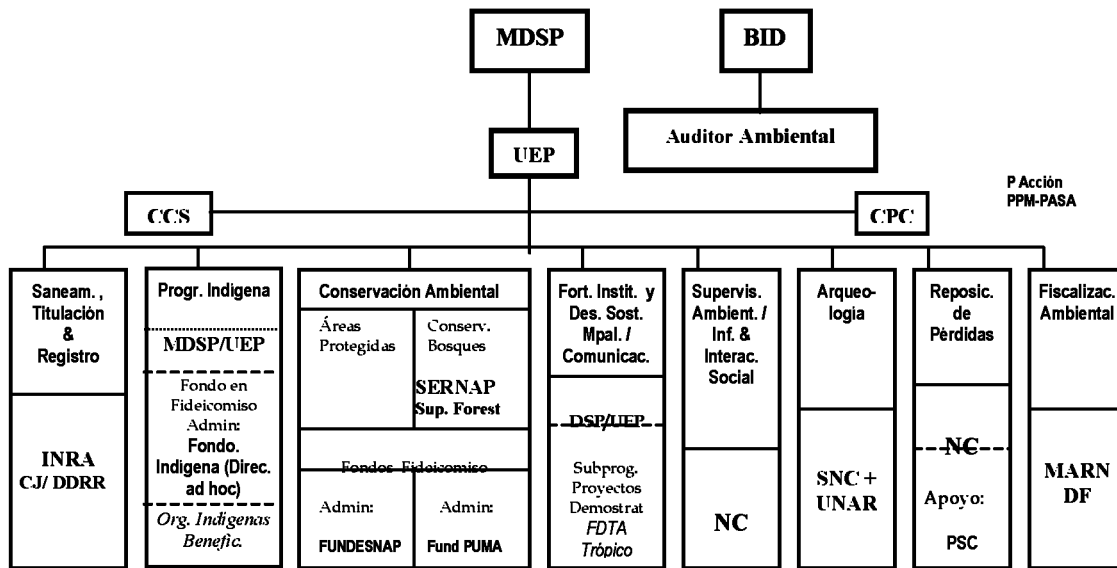 MDSP
BID
Auditor Ambiental
UEP
P Acción
PPM-PASA
CCS
CPC
Saneam. ,
Titulación
&
Registro
INRA
CJ/ DDRR
Progr. Indigena
MDSP/UEP
Fondo en
Fideicomiso
Admin:
Fondo.
Indigena (Direc.
ad hoc)
Org. Indigenas
Benefic.
Conservación Ambiental
Áreas
Protegidas
Conserv.
Bosques
SERNAP
Sup. Forest
Fondos Fideicomiso
Admin:
FUNDESNAP
Admin:
Fund PUMA
Fort. Instit. y
Des. Sost.
Mpal. /
Comunicac.
DSP/UEP
Subprog.
Proyectos
Demostrat
FDTA
Trópico
Supervis.
Ambient. /
Inf. &
Interac.
Social
NC
Arqueo-
logia
SNC +
UNAR
Reposic.
de
Pérdidas
NC
Apoyo:
PSC
Fiscalizac.
Ambiental
MARN
DF